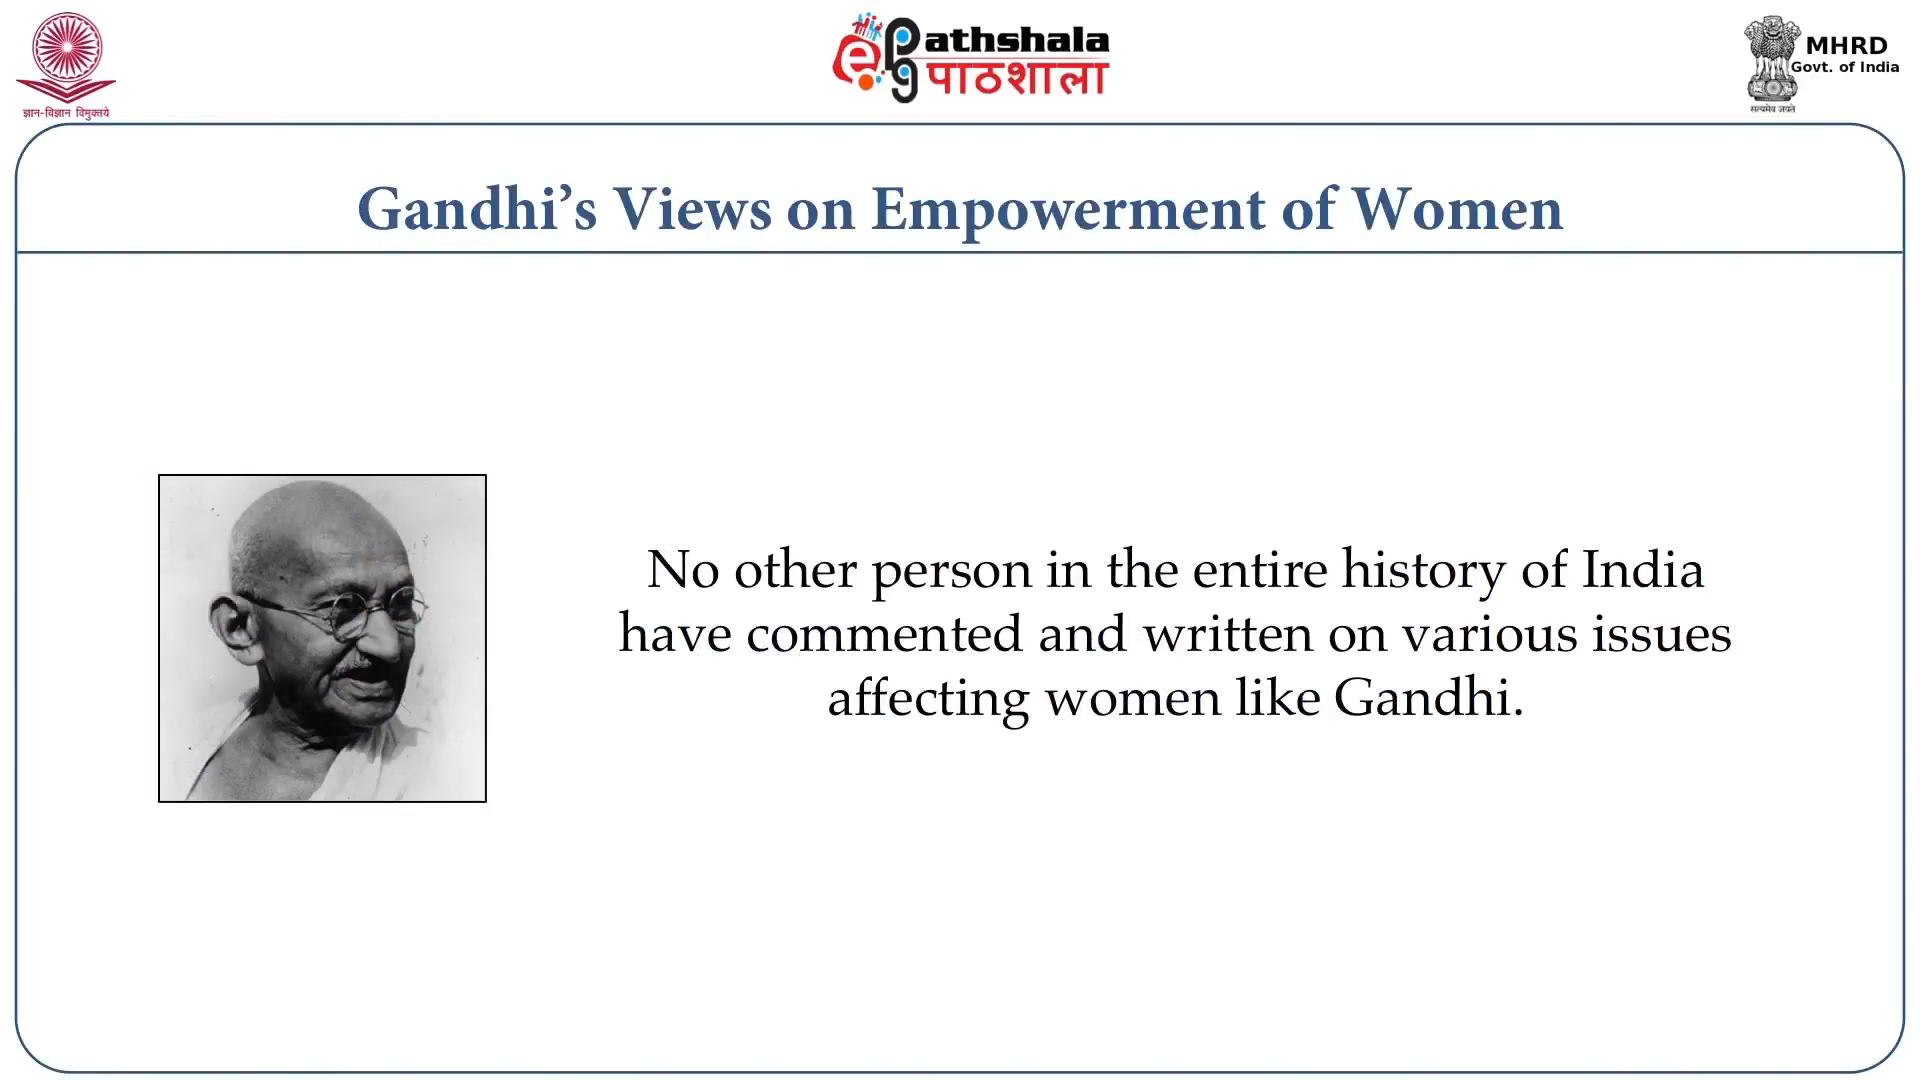 ज्ञान-विज्ञान विमुक्तये
ePathshala
पाठशाला
MHRD
Govt. of India
सत्यमेव जयते
Gandhi’s Views on Empowerment of Women
No other person in the entire history of India
have commented and written on various issues
affecting women like Gandhi.